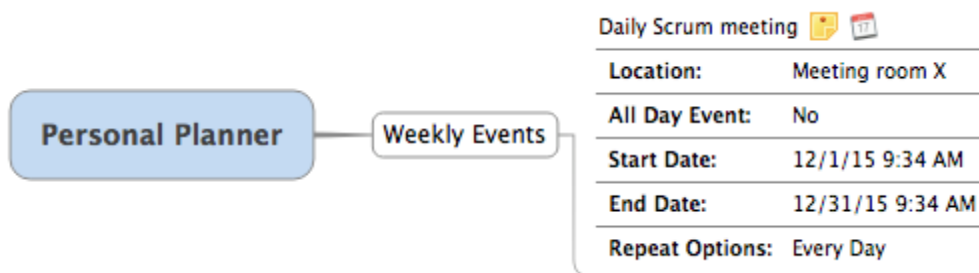 Personal Planner
Weekly Events
Daily Scrum meeting
Location: Meeting room X
All Day Event: No
Start Date: 12/1/15 9:34 AM
End Date: 12/31/15 9:34 AM
Repeat Options: Every Day